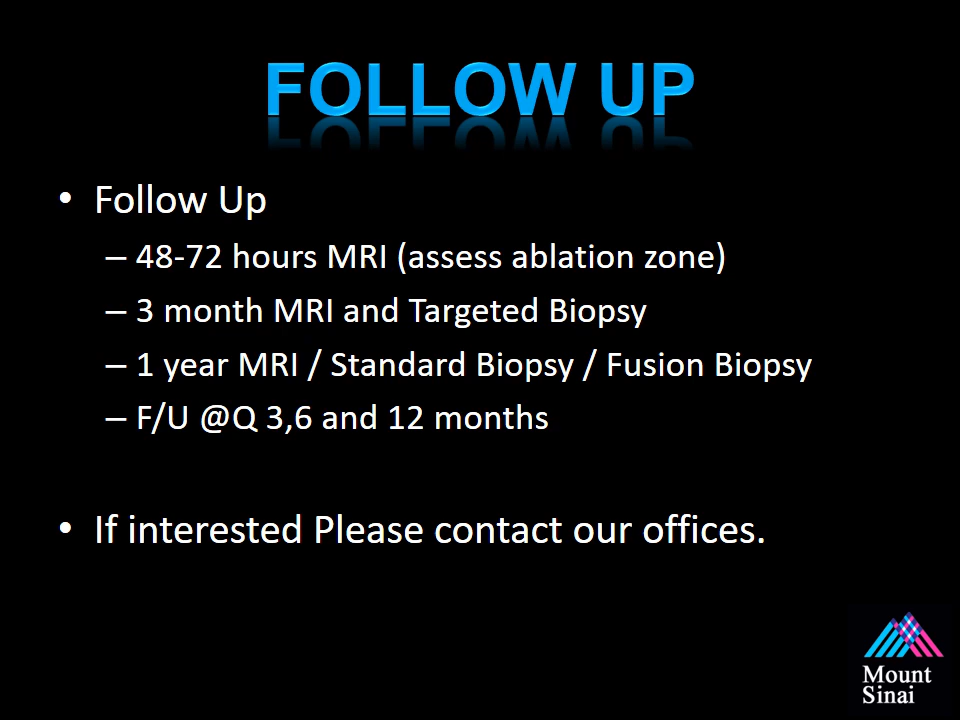 FOLLOW UP
• Follow Up
– 48-72 hours MRI (assess ablation zone)
– 3 month MRI and Targeted Biopsy
– 1 year MRI / Standard Biopsy / Fusion Biopsy
– F/U @Q 3,6 and 12 months
• If interested Please contact our offices.
Mount
Sinai